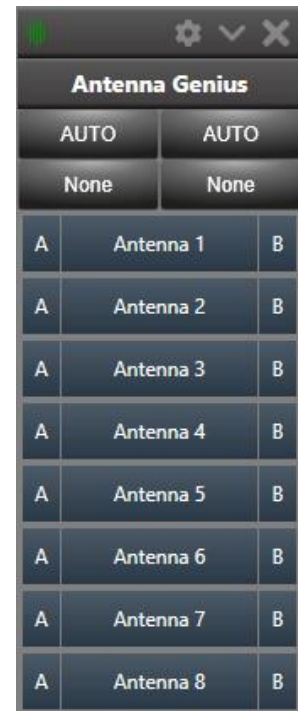 Antenna Genius
AUTO AUTO
None None
A Antenna 1 B
A Antenna 2 B
A Antenna 3 B
A Antenna 4 B
A Antenna 5 B
A Antenna 6 B
A Antenna 7 B
A Antenna 8 B